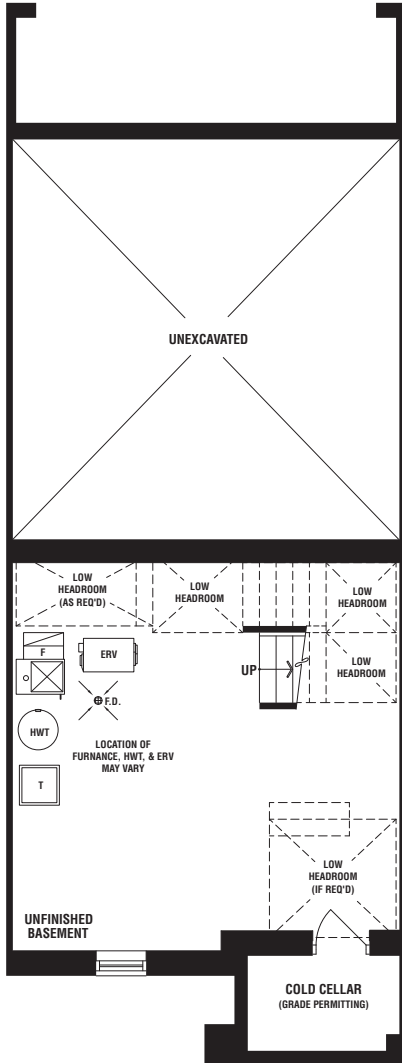 UNEXCAVATED
LOW
HEADROOM
(AS REQ'D)
LOW
HEADROOM
LOW
HEADROOM
F
ERV
UP
LOW
HEADROOM
F.D.
HWT
LOCATION OF
FURNANCE, HWT, & ERV
MAY VARY
T
LOW
HEADROOM
(IF REQ'D)
UNFINISHED
BASEMENT
COLD CELLAR
(GRADE PERMITTING)